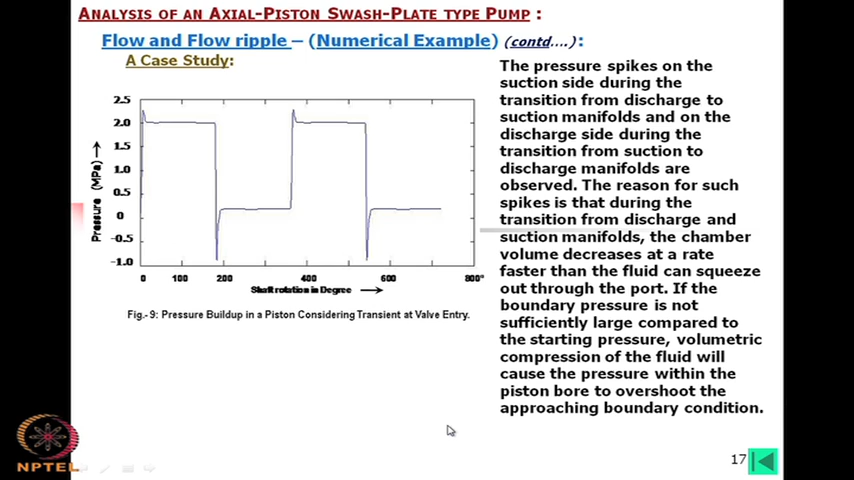 ANALYSIS OF AN AXIAL-PISTON SWASH-PLATE TYPE PUMP :
Flow and Flow ripple – (Numerical Example) (contd....) :
A Case Study:
2.5
2.0
1.5
1.0
0.5
0
-0.5
-1.0
Pressure (MPa)
0 100 200 400 600 800°
Shaft rotation in Degree
Fig.- 9: Pressure Buildup in a Piston Considering Transient at Valve Entry.
The pressure spikes on the
suction side during the
transition from discharge to
suction manifolds and on the
discharge side during the
transition from suction to
discharge manifolds are
observed. The reason for such
spikes is that during the
transition from discharge and
suction manifolds, the chamber
volume decreases at a rate
faster than the fluid can squeeze
out through the port. If the
boundary pressure is not
sufficiently large compared to
the starting pressure, volumetric
compression of the fluid will
cause the pressure within the
piston bore to overshoot the
approaching boundary condition.
NPTEL
17